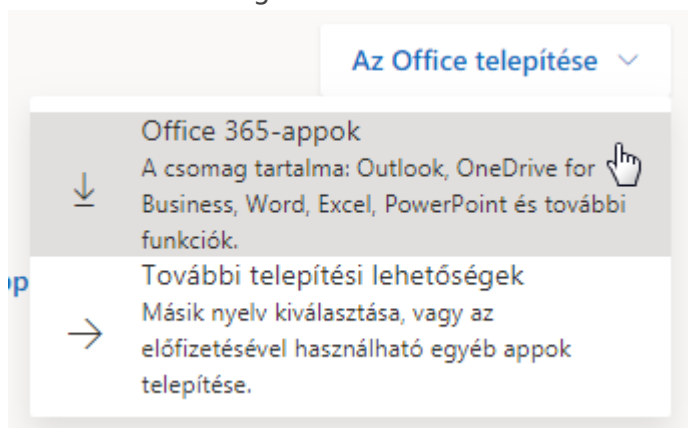 Az Office telepítése
Office 365-appok
A csomag tartalma: Outlook, OneDrive for
Business, Word, Excel, PowerPoint és további
funkciók.
További telepítési lehetőségek
Másik nyelv kiválasztása, vagy az
előfizetésével használható egyéb appok
telepítése.